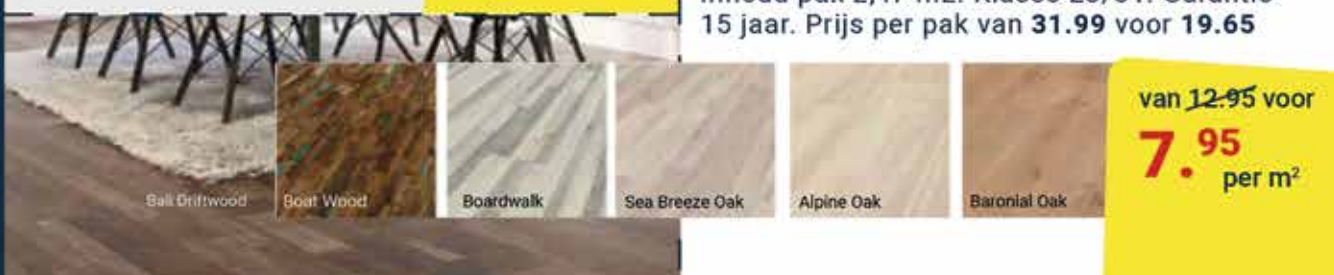 15 jaar. Prijs per pak van 31.99 voor 19.65
Bali Driftwood
Boat Wood
Boardwalk
Sea Breeze Oak
Alpine Oak
Baronial Oak
van 12.95 voor
7.95
per m²